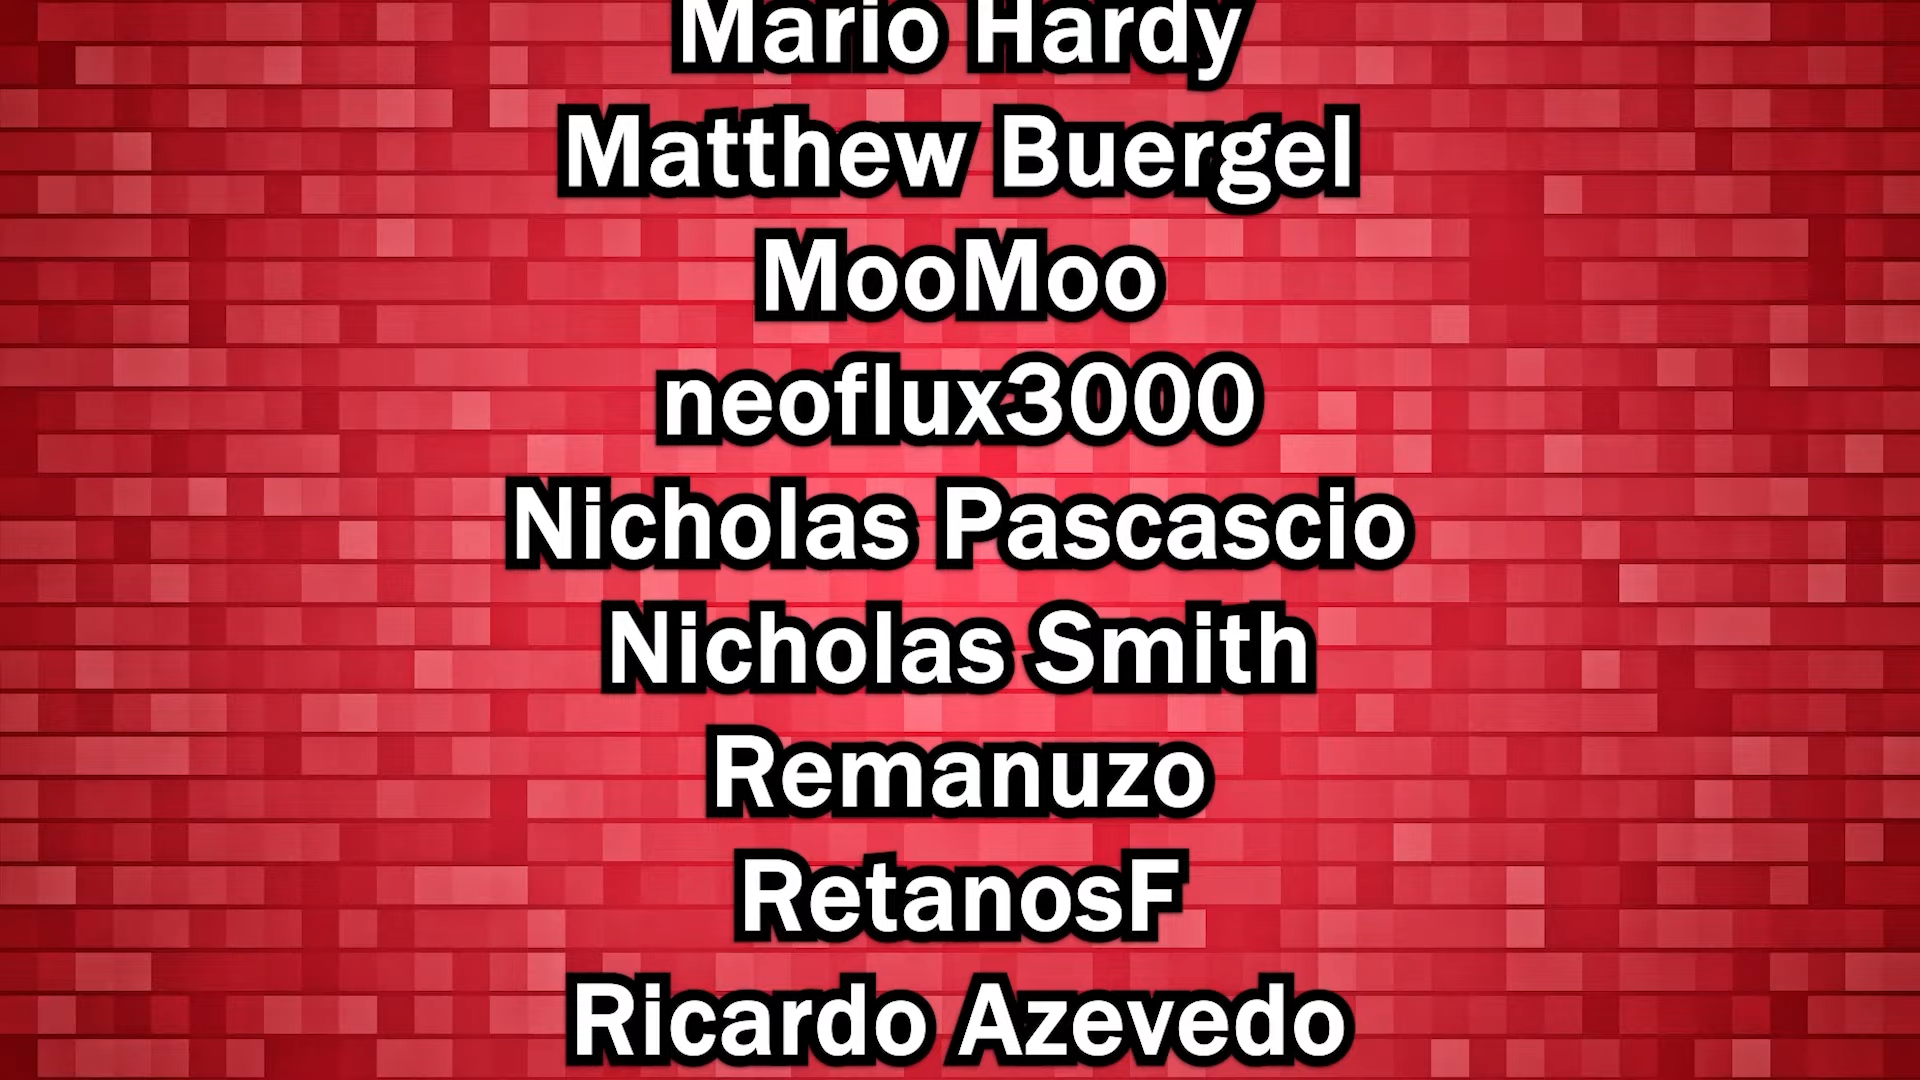 Mario Hardy
Matthew Buergel
MooMoo
neoflux3000
Nicholas Pascascio
Nicholas Smith
Remanuzo
RetanosF
Ricardo Azevedo